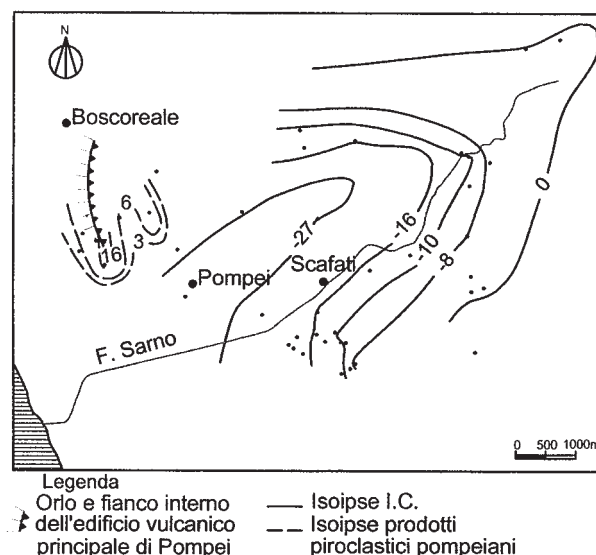 N
Boscoreale
6
16
3
0
-16
-27
-10
-8
Pompei
Scafati
F. Sarno
0 500 1000m
Legenda
Orlo e fianco interno
dell'edificio vulcanico
principale di Pompei
Isoipse I.C.
Isoipse prodotti
piroclastici pompeiani